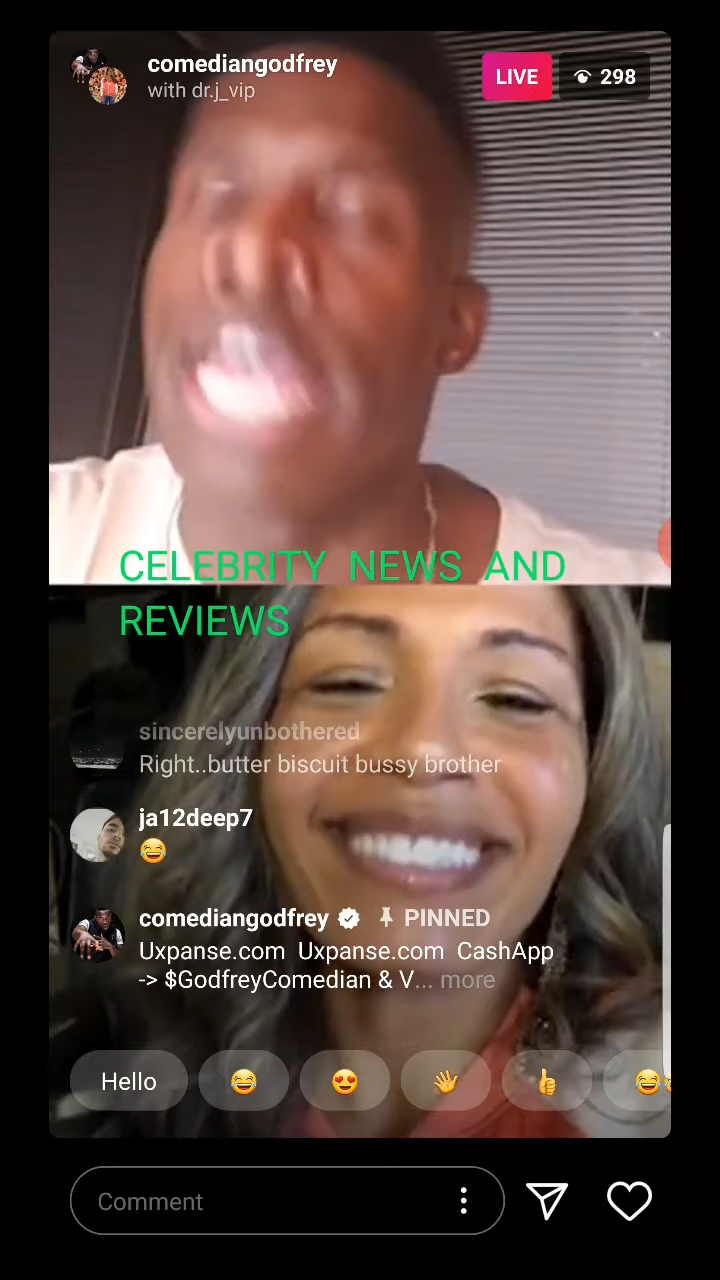 comediangodfrey
with dr.j_vip
LIVE
298
CELEBRITY NEWS AND
REVIEWS
sincerelyunbothered
Right..butter biscuit bussy brother
ja12deep7
😂
comediangodfrey PINNED
Uxpanse.com Uxpanse.com CashApp
-> $GodfreyComedian & V... more
Hello 😂 😍 👋 👍 😂
Comment